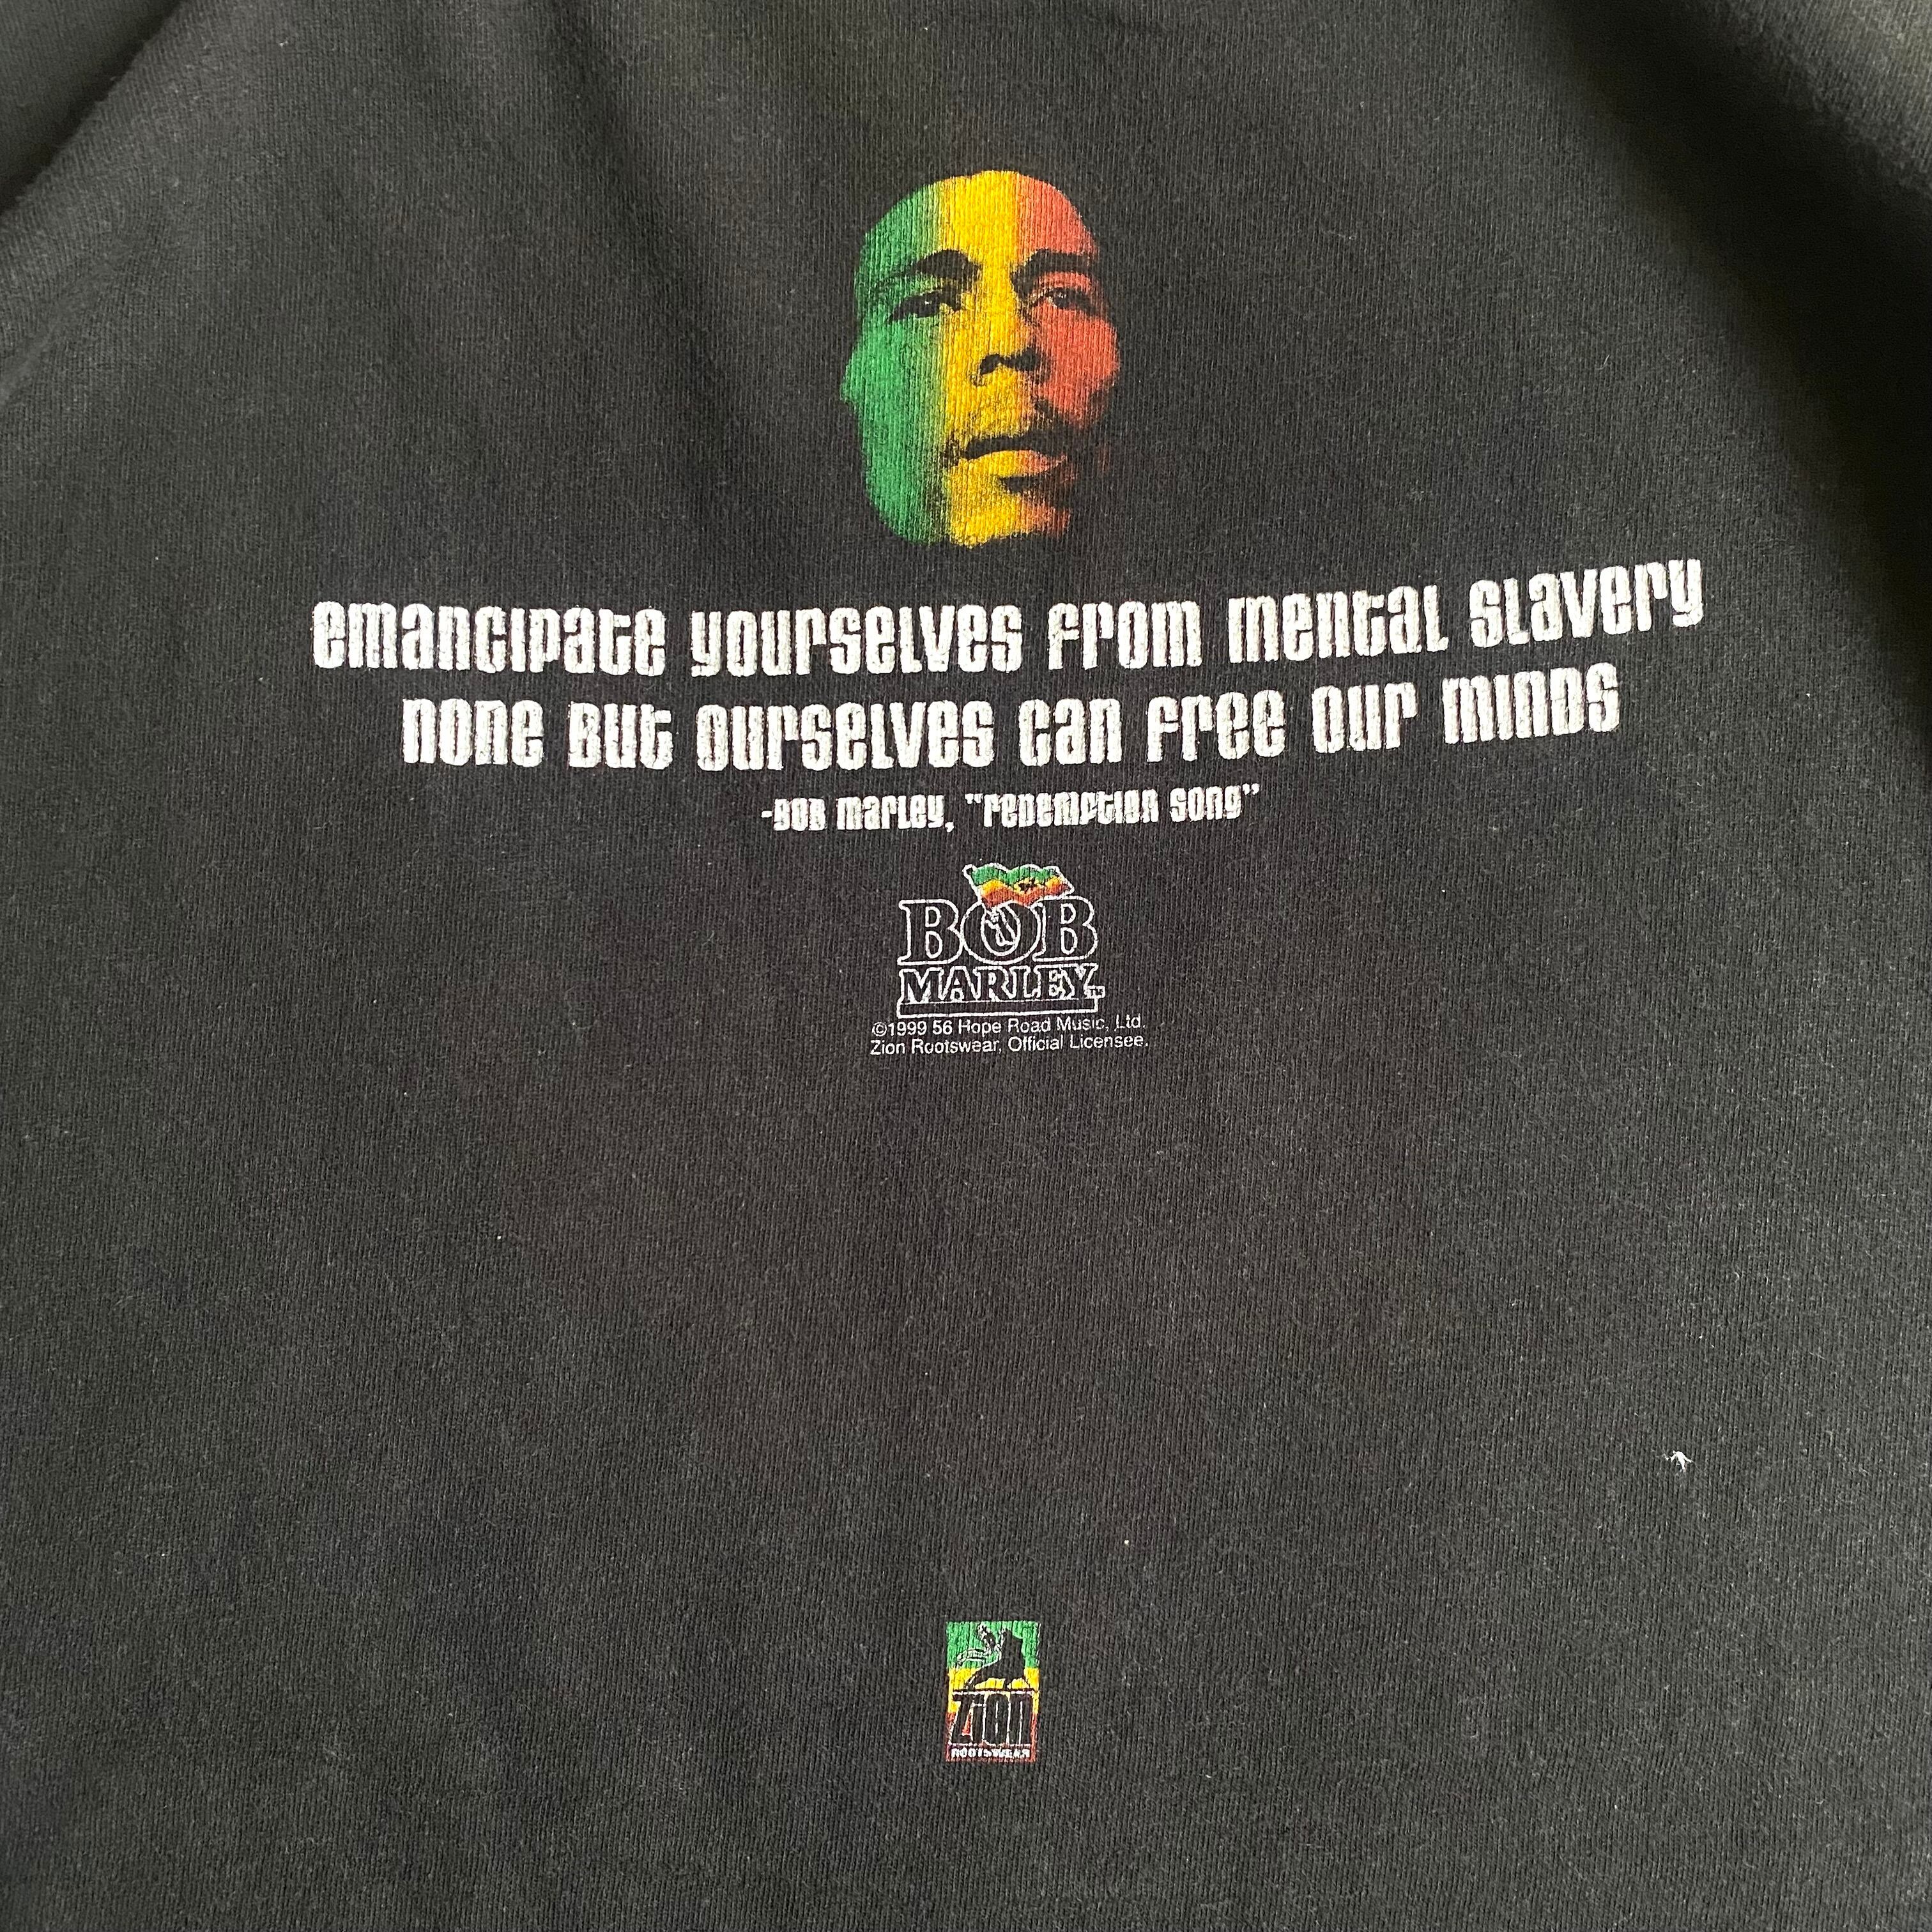 emancipate yourselves from mental slavery
none but ourselves can free our minds
-Bob Marley, "redemption song"
BOB
MARLEY™
©1999 56 Hope Road Music, Ltd.
Zion Rootswear, Official Licensee.
Zion
ROOTSWEAR